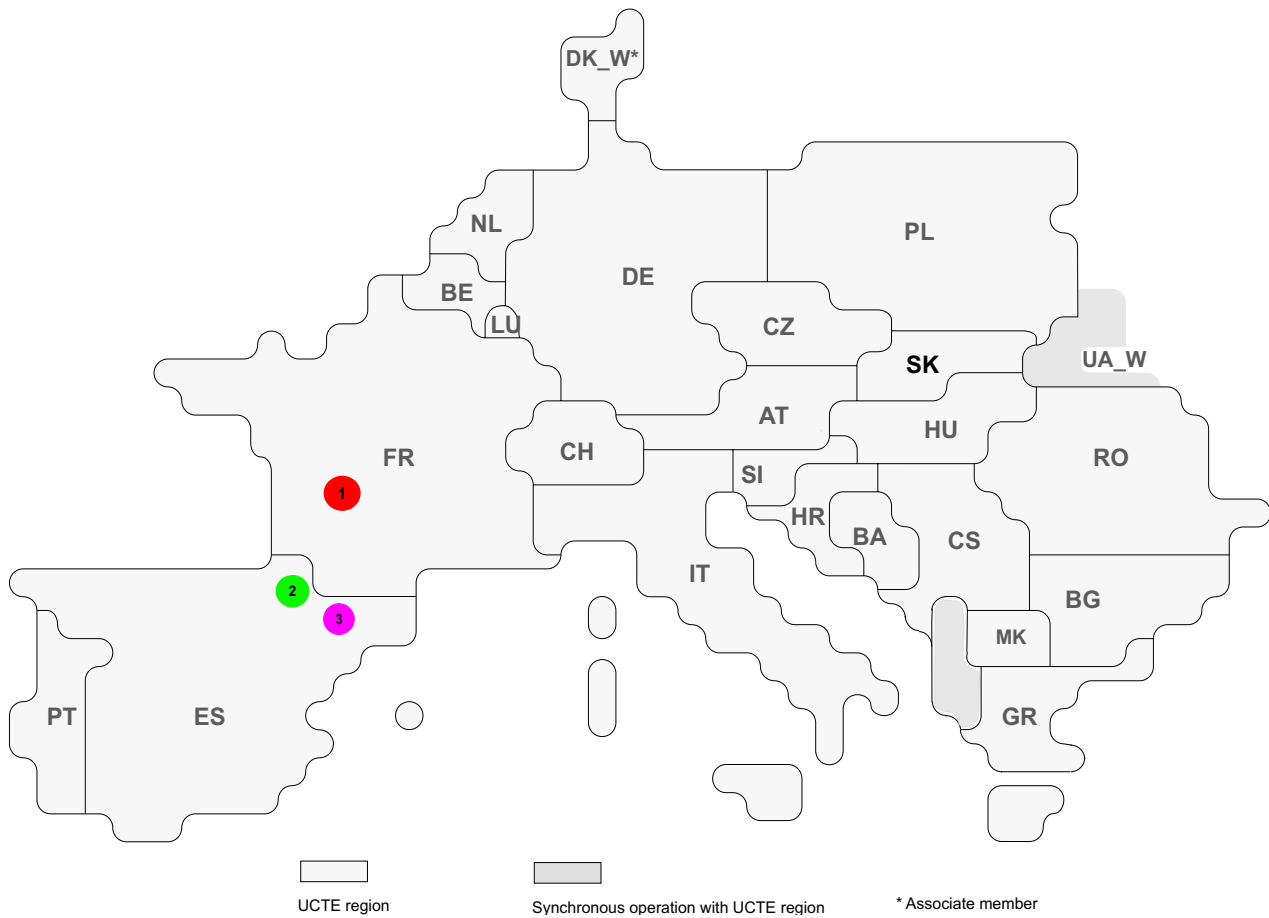 DK_W*
NL
PL
DE
BE
LU
CZ
SK
UA_W
AT
HU
FR
CH
RO
SI
1
HR
BA
CS
IT
2
BG
3
MK
PT
ES
GR
UCTE region
Synchronous operation with UCTE region
* Associate member